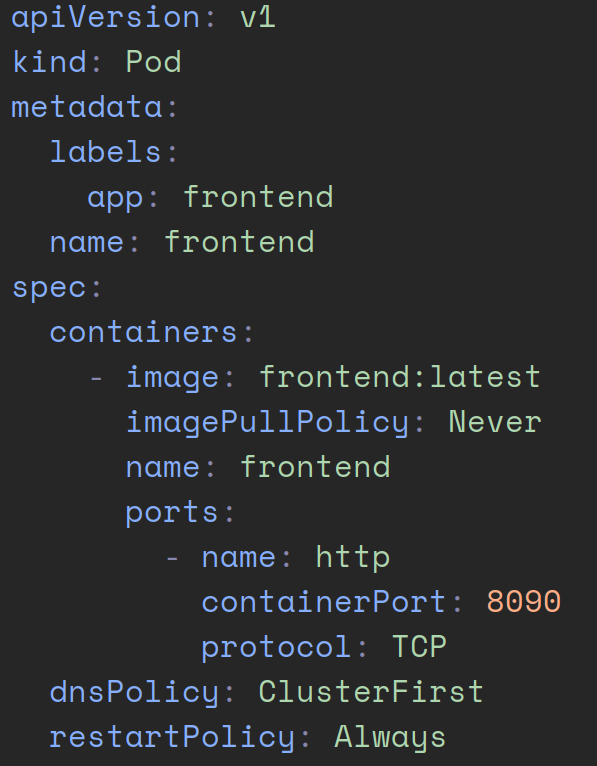 apiVersion: v1
kind: Pod
metadata:
  labels:
    app: frontend
  name: frontend
spec:
  containers:
    - image: frontend:latest
      imagePullPolicy: Never
      name: frontend
      ports:
        - name: http
          containerPort: 8090
          protocol: TCP
  dnsPolicy: ClusterFirst
  restartPolicy: Always